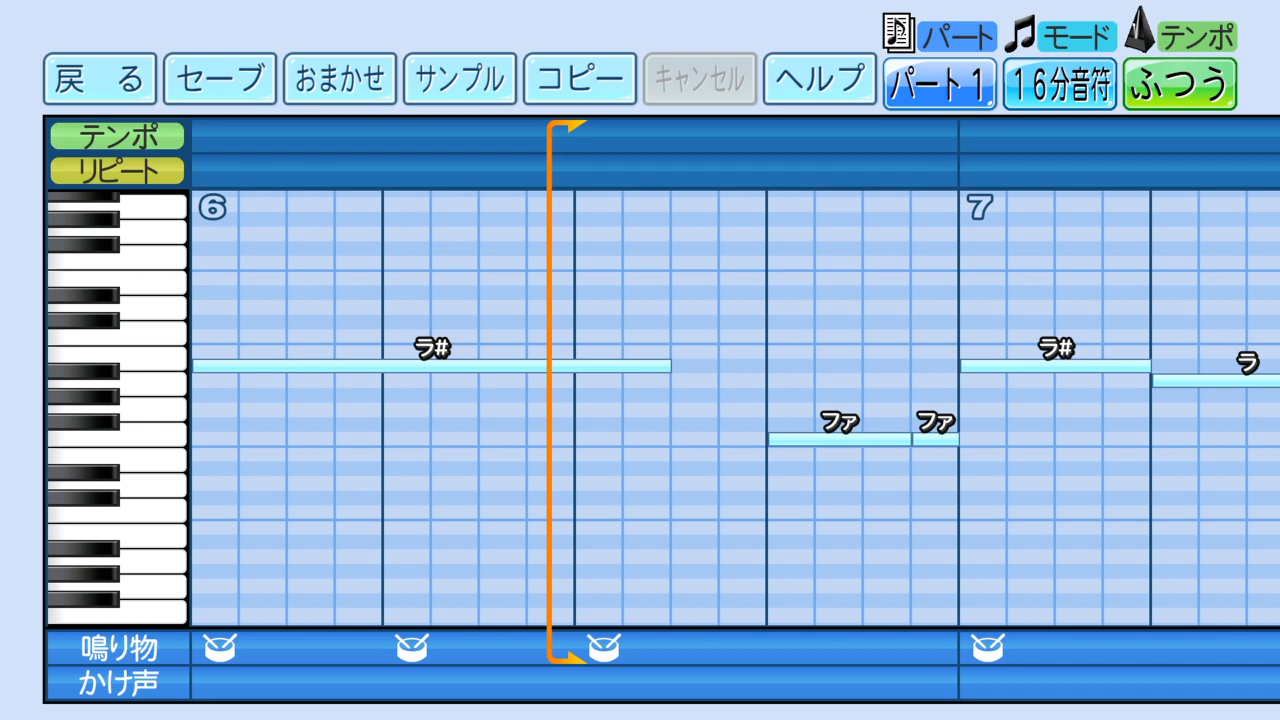 パート モード テンポ
戻る セーブ おまかせ サンプル コピー キャンセル ヘルプ パート1 16分音符 ふつう
テンポ
リピート
6 7
ラ# ラ#
ラ
ファ ファ
鳴り物
かけ声